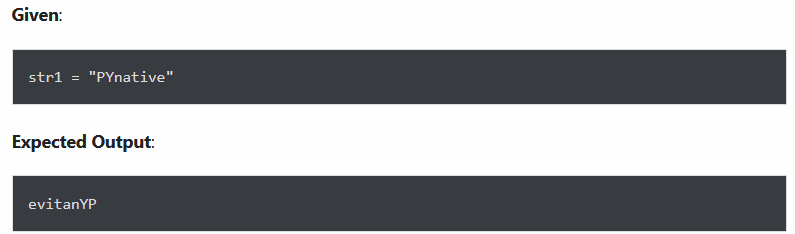 Given:
str1 = "PYnative"
Expected Output:
evitanYP